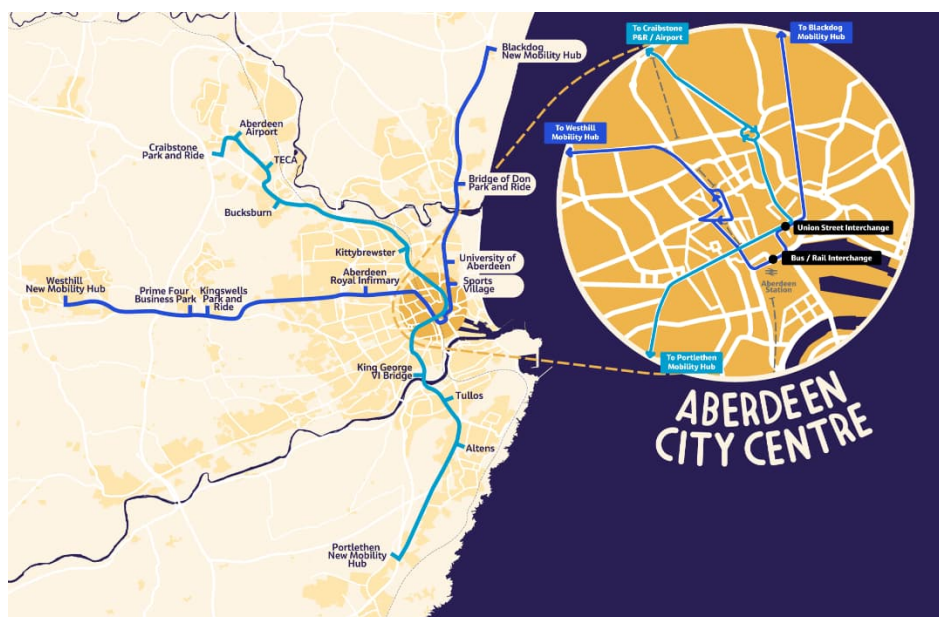 Blackdog
New Mobility Hub
Aberdeen
Airport
Craibstone
Park and Ride
TECA
Bridge of Don
Park and Ride
Bucksburn
Kittybrewster
University of
Aberdeen
Sports
Village
Aberdeen
Royal Infirmary
Westhill
New Mobility Hub
Prime Four
Business Park
Kingswells
Park and
Ride
King George
VI Bridge
Tullos
Altens
Portlethen
New Mobility
Hub
To Craibstone
P&R / Airport
To Blackdog
Mobility Hub
To Westhill
Mobility Hub
Union Street Interchange
Bus / Rail Interchange
Aberdeen
Station
To Portlethen
Mobility Hub
ABERDEEN
CITY CENTRE